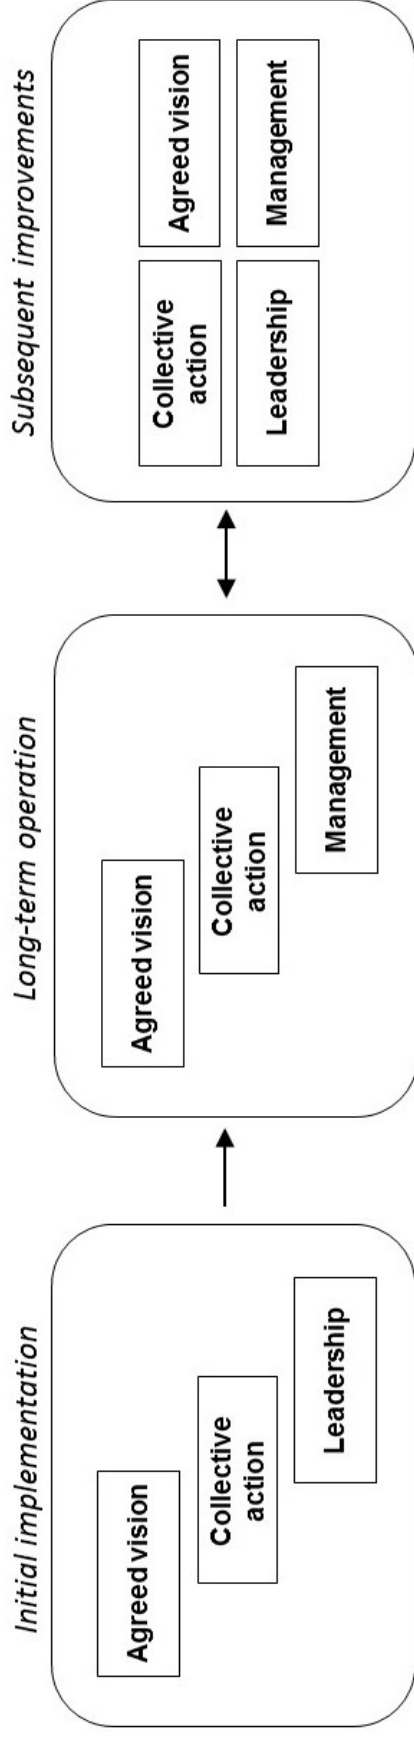 Initial implementation
Agreed vision
Collective
action
Leadership
Long-term operation
Agreed vision
Collective
action
Management
Subsequent improvements
Collective
action
Agreed vision
Leadership
Management